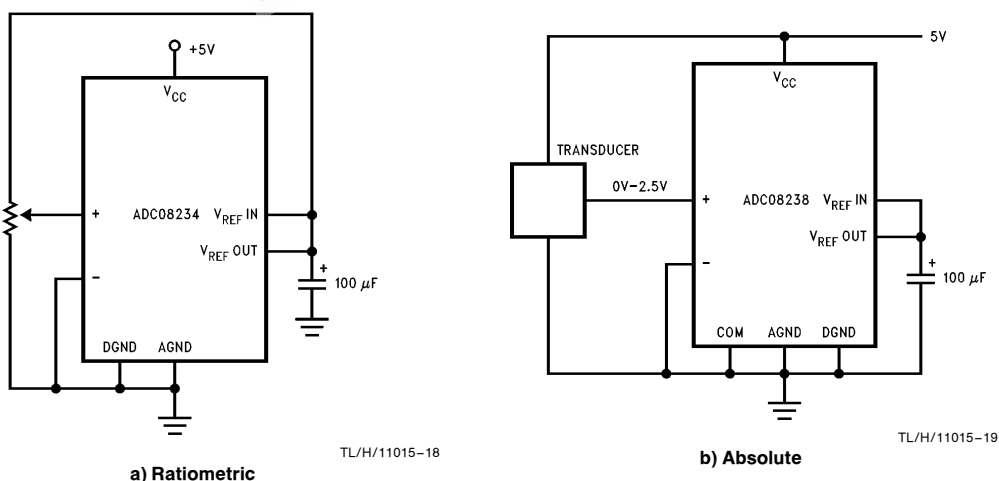 +5V
VCC
+
ADC08234
VREF IN
VREF OUT
+
100 μF
−
DGND
AGND
TL/H/11015–18
a) Ratiometric
5V
VCC
TRANSDUCER
0V–2.5V
+
ADC08238
VREF IN
VREF OUT
+
100 μF
−
COM
AGND
DGND
TL/H/11015–19
b) Absolute